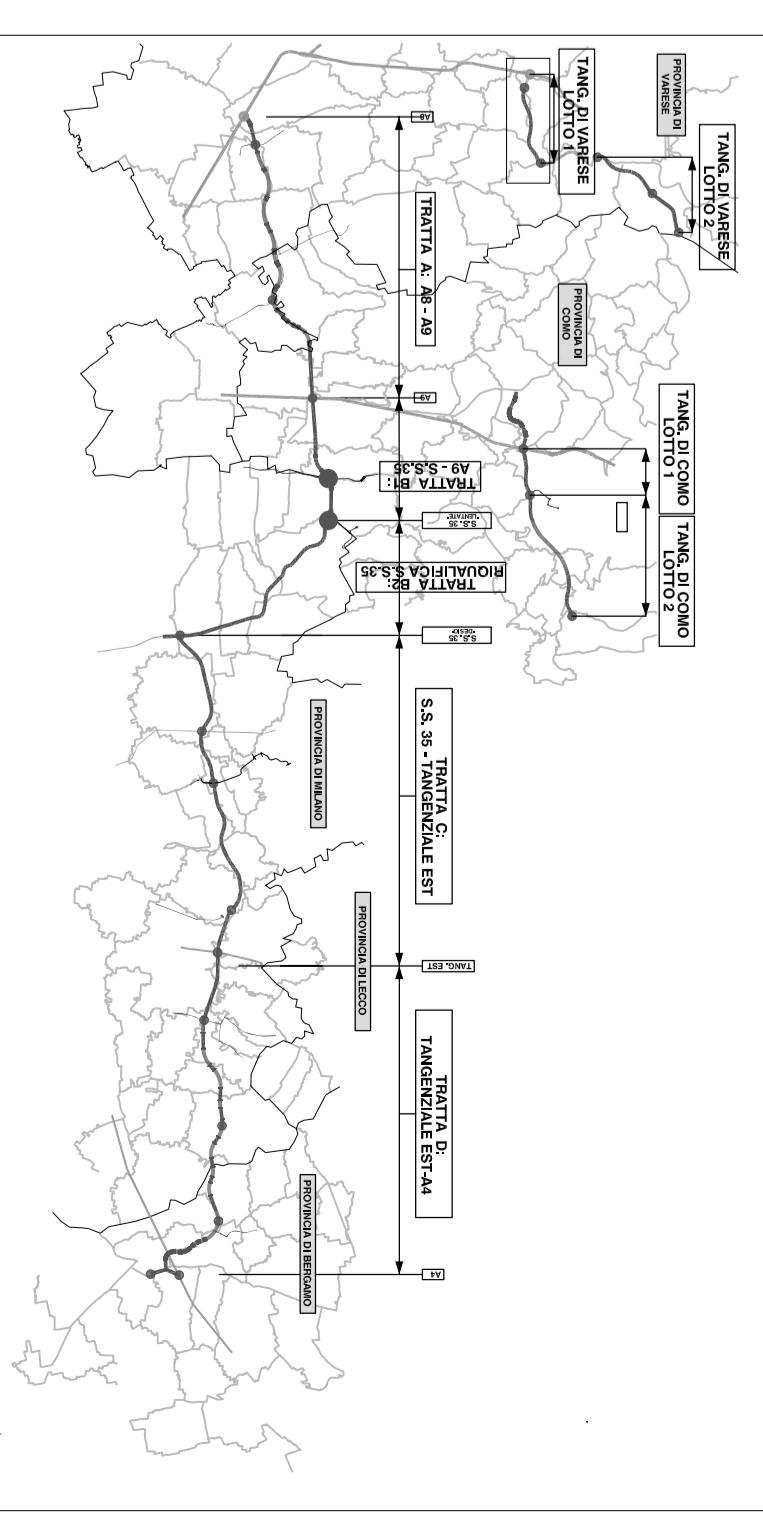 TANG. DI VARESE
LOTTO 2
PROVINCIA DI
VARESE
TANG. DI VARESE
LOTTO 1
PROVINCIA DI
COMO
TANG. DI COMO
LOTTO 1
TANG. DI COMO
LOTTO 2
A8
TRATTA A: A8 - A9
A9
TRATTA B1:
A9 - S.S.35
S.S. 35
"LENTATE"
TRATTA B2:
RIQUALIFICA S.S.35
S.S. 35
"DESIO"
TRATTA C:
S.S. 35 - TANGENZIALE EST
TANG. EST
TRATTA D:
TANGENZIALE EST-A4
A4
PROVINCIA DI MILANO
PROVINCIA DI LECCO
PROVINCIA DI BERGAMO